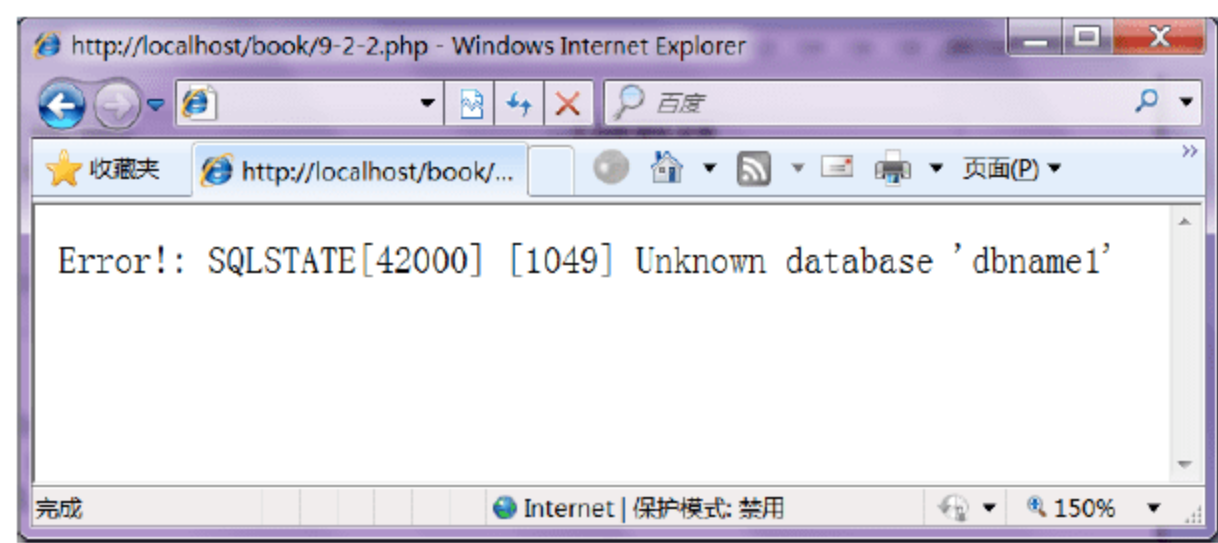 http://localhost/book/9-2-2.php - Windows Internet Explorer
百度
收藏夹 http://localhost/book/... 页面(P)
Error!: SQLSTATE[42000] [1049] Unknown database 'dbname1'
完成 Internet | 保护模式: 禁用 150%